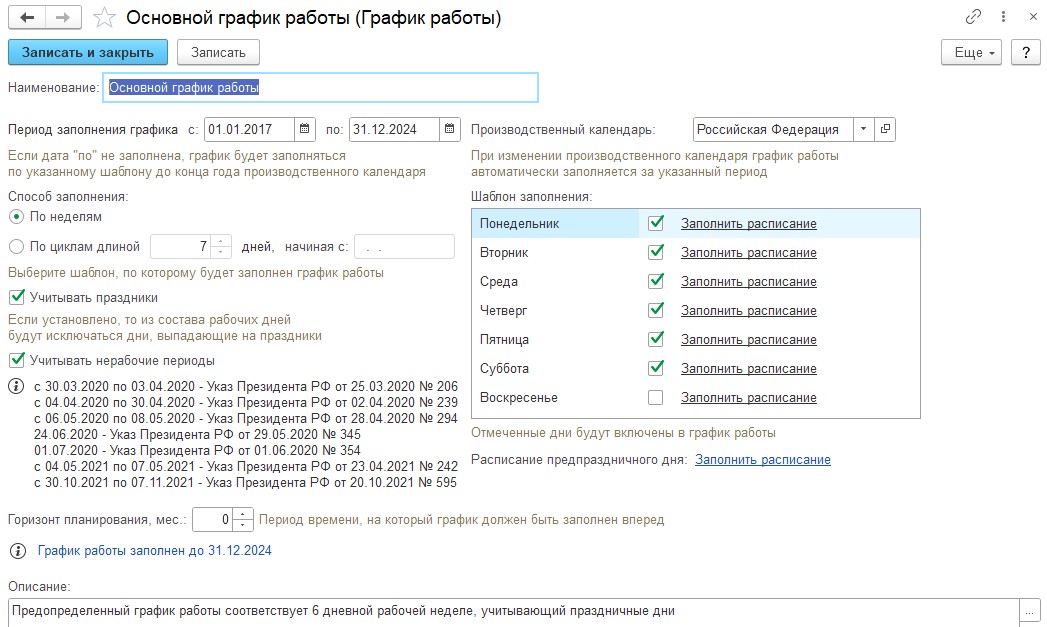 Основной график работы (График работы)
Записать и закрыть
Записать
Еще
?
Наименование:
Основной график работы
Период заполнения графика с: 01.01.2017 по: 31.12.2024
Если дата "по" не заполнена, график будет заполняться
по указанному шаблону до конца года производственного календаря
Способ заполнения:
По неделям
По циклам длиной 7 дней, начиная с: . .
Выберите шаблон, по которому будет заполнен график работы
Учитывать праздники
Если установлено, то из состава рабочих дней
будут исключаться дни, выпадающие на праздники
Учитывать нерабочие периоды
с 30.03.2020 по 03.04.2020 - Указ Президента РФ от 25.03.2020 № 206
с 04.04.2020 по 30.04.2020 - Указ Президента РФ от 02.04.2020 № 239
с 06.05.2020 по 08.05.2020 - Указ Президента РФ от 28.04.2020 № 294
24.06.2020 - Указ Президента РФ от 29.05.2020 № 345
01.07.2020 - Указ Президента РФ от 01.06.2020 № 354
с 04.05.2021 по 07.05.2021 - Указ Президента РФ от 23.04.2021 № 242
с 30.10.2021 по 07.11.2021 - Указ Президента РФ от 20.10.2021 № 595
Производственный календарь: Российская Федерация
При изменении производственного календаря график работы
автоматически заполняется за указанный период
Шаблон заполнения:
Понедельник Заполнить расписание
Вторник Заполнить расписание
Среда Заполнить расписание
Четверг Заполнить расписание
Пятница Заполнить расписание
Суббота Заполнить расписание
Воскресенье Заполнить расписание
Отмеченные дни будут включены в график работы
Расписание предпраздничного дня: Заполнить расписание
Горизонт планирования, мес.: 0 Период времени, на который график должен быть заполнен вперед
График работы заполнен до 31.12.2024
Описание:
Предопределенный график работы соответствует 6 дневной рабочей неделе, учитывающий праздничные дни
...